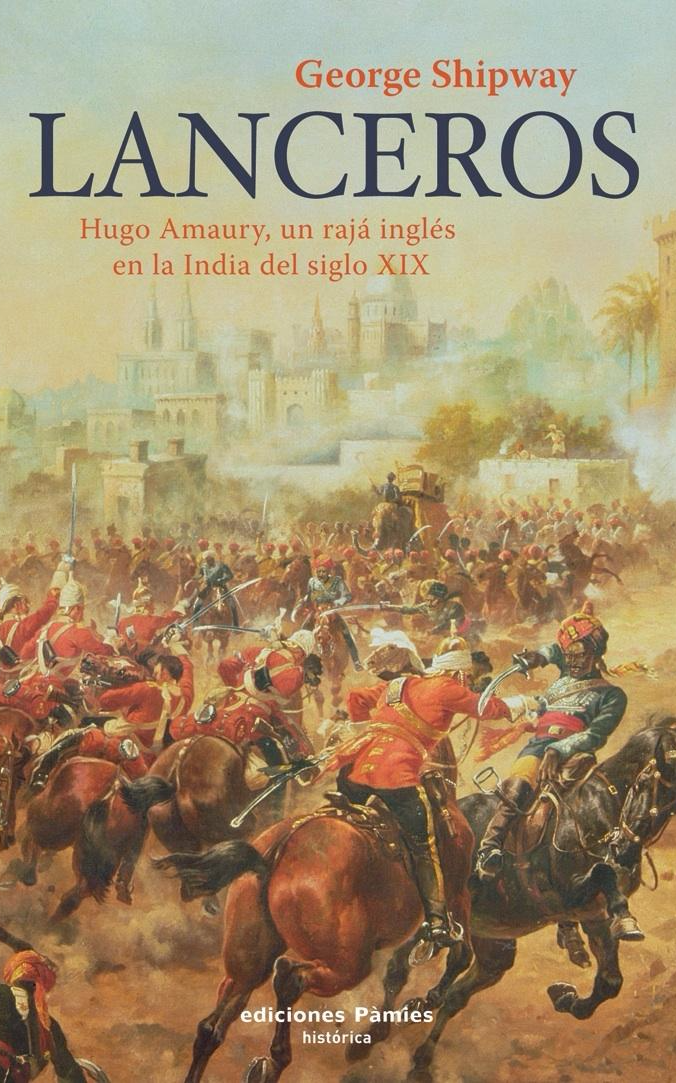 George Shipway
LANCEROS
Hugo Amaury, un rajá inglés
en la India del siglo XIX
ediciones Pàmies
histórica